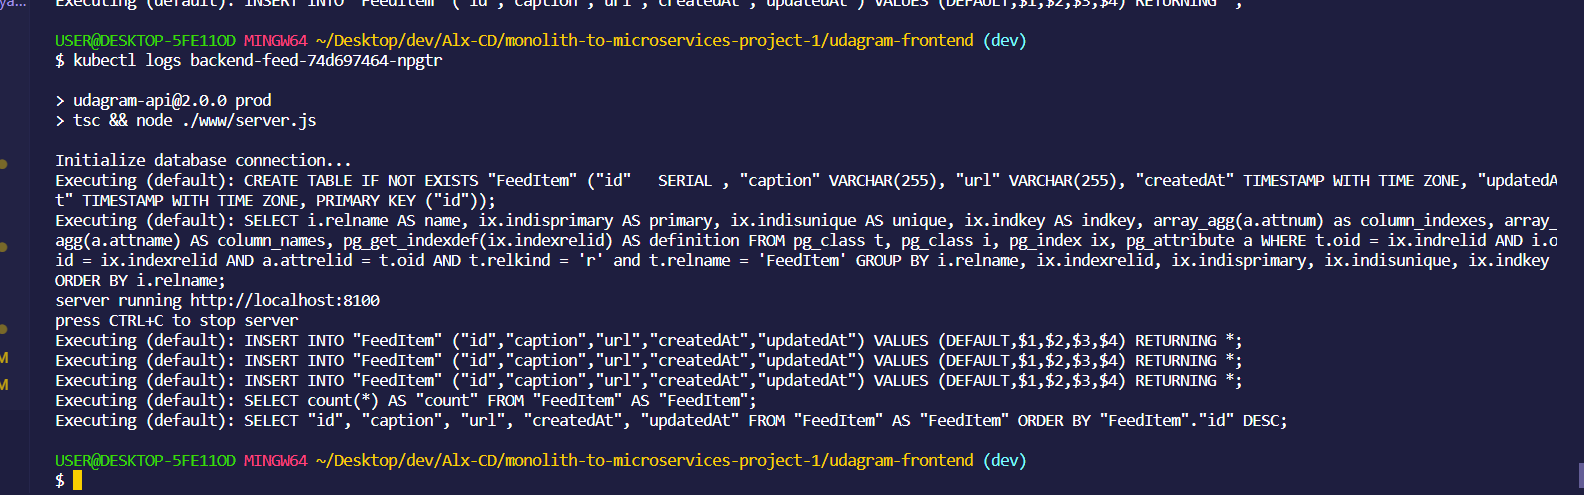 ya...
Executing (default): INSERT INTO "FeedItem" ("id","caption","url","createdAt","updatedAt") VALUES (DEFAULT,$1,$2,$3,$4) RETURNING *;
USER@DESKTOP-5FE11OD MINGW64 ~/Desktop/dev/Alx-CD/monolith-to-microservices-project-1/udagram-frontend (dev)
$ kubectl logs backend-feed-74d697464-npgtr
> udagram-api@2.0.0 prod
> tsc && node ./www/server.js
Initialize database connection...
Executing (default): CREATE TABLE IF NOT EXISTS "FeedItem" ("id"   SERIAL , "caption" VARCHAR(255), "url" VARCHAR(255), "createdAt" TIMESTAMP WITH TIME ZONE, "updatedA
t" TIMESTAMP WITH TIME ZONE, PRIMARY KEY ("id"));
Executing (default): SELECT i.relname AS name, ix.indisprimary AS primary, ix.indisunique AS unique, ix.indkey AS indkey, array_agg(a.attnum) as column_indexes, array_
agg(a.attname) AS column_names, pg_get_indexdef(ix.indexrelid) AS definition FROM pg_class t, pg_class i, pg_index ix, pg_attribute a WHERE t.oid = ix.indrelid AND i.o
id = ix.indexrelid AND a.attrelid = t.oid AND t.relkind = 'r' and t.relname = 'FeedItem' GROUP BY i.relname, ix.indexrelid, ix.indisprimary, ix.indisunique, ix.indkey
ORDER BY i.relname;
server running http://localhost:8100
press CTRL+C to stop server
Executing (default): INSERT INTO "FeedItem" ("id","caption","url","createdAt","updatedAt") VALUES (DEFAULT,$1,$2,$3,$4) RETURNING *;
Executing (default): INSERT INTO "FeedItem" ("id","caption","url","createdAt","updatedAt") VALUES (DEFAULT,$1,$2,$3,$4) RETURNING *;
Executing (default): INSERT INTO "FeedItem" ("id","caption","url","createdAt","updatedAt") VALUES (DEFAULT,$1,$2,$3,$4) RETURNING *;
Executing (default): SELECT count(*) AS "count" FROM "FeedItem" AS "FeedItem";
Executing (default): SELECT "id", "caption", "url", "createdAt", "updatedAt" FROM "FeedItem" AS "FeedItem" ORDER BY "FeedItem"."id" DESC;
M
M
USER@DESKTOP-5FE11OD MINGW64 ~/Desktop/dev/Alx-CD/monolith-to-microservices-project-1/udagram-frontend (dev)
$